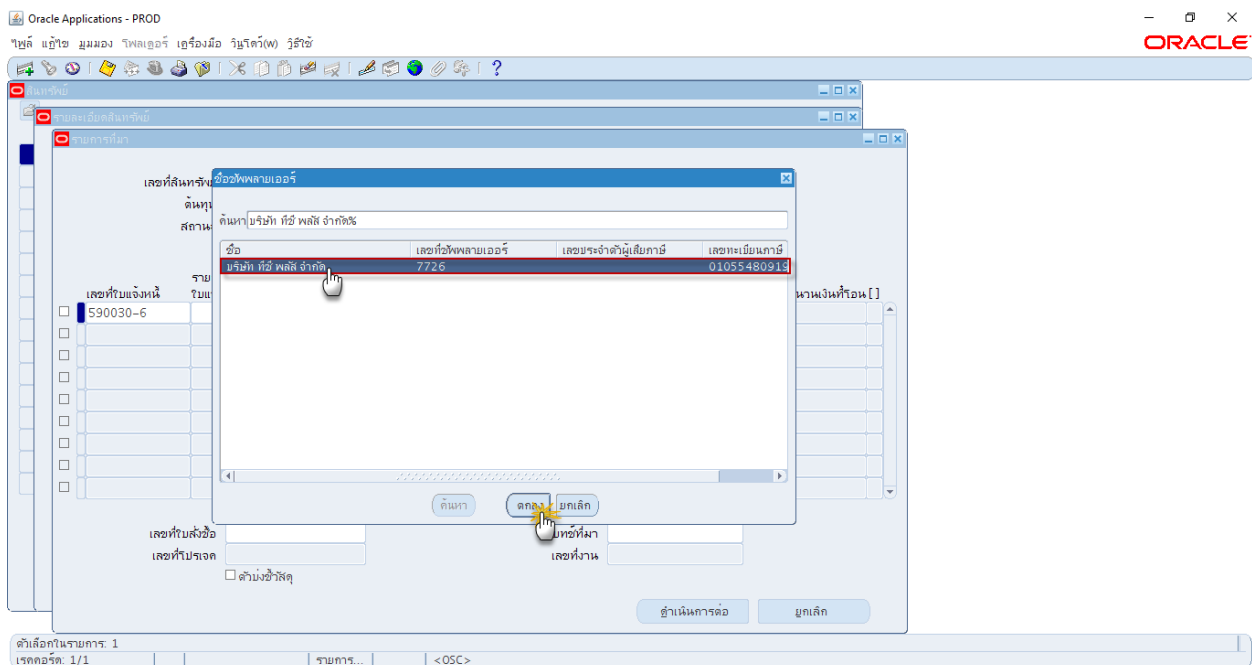 Oracle Applications - PROD
ไฟล์ แก้ไข มุมมอง โฟลเดอร์ เครื่องมือ วินโดว์(W) วิธีใช้
ORACLE
สินทรัพย์
รายละเอียดสินทรัพย์
รายการที่มา
เลขที่สินทรัพย์
ต้นทุน
สถานะ
ชื่อซัพพลายเออร์
ค้นหา บริษัท ทีซี พลัส จำกัด%
ชื่อ เลขที่ซัพพลายเออร์ เลขประจำตัวผู้เสียภาษี เลขทะเบียนภาษี
บริษัท ทีซี พลัส จำกัด 7726 01055480919
เลขที่ใบแจ้งหนี้ นวนเงินที่โอน [ ]
590030-6
ค้นหา ตกลง ยกเลิก
เลขที่ใบสั่งซื้อ ที่มา
เลขที่โปรเจค เลขที่งาน
ตัวบ่งชี้วัสดุ
ดำเนินการต่อ ยกเลิก
ตัวเลือกในรายการ: 1
เรคคอร์ด: 1/1 รายการ... <OSC>